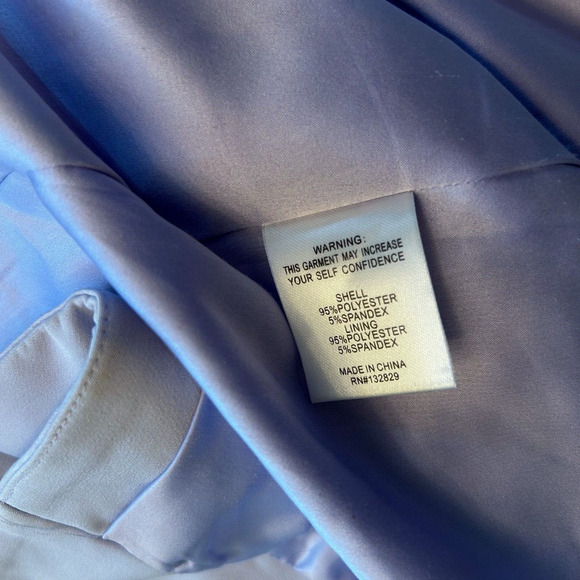 WARNING:
THIS GARMENT MAY INCREASE
YOUR SELF CONFIDENCE
SHELL
95%POLYESTER
5%SPANDEX
LINING
95%POLYESTER
5%SPANDEX
MADE IN CHINA
RN#132829